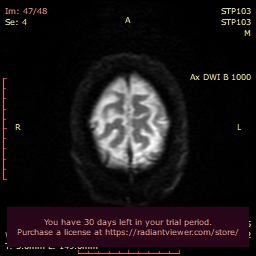 Im: 47/48
Se: 4
A
STP103
STP103
M
Ax DWI B 1000
R
L
You have 30 days left in your trial period.
Purchase a license at https://radiantviewer.com/store/